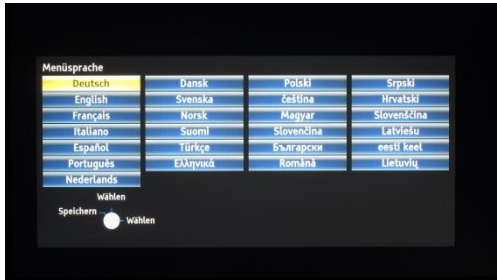 Menüsprache
Deutsch Dansk Polski Srpski
English Svenska čeština Hrvatski
Français Norsk Magyar Slovenščina
Italiano Suomi Slovenčina Latviešu
Español Türkçe Български eesti keel
Português Ελληνικά Română Lietuvių
Nederlands
Wählen
Speichern
Wählen